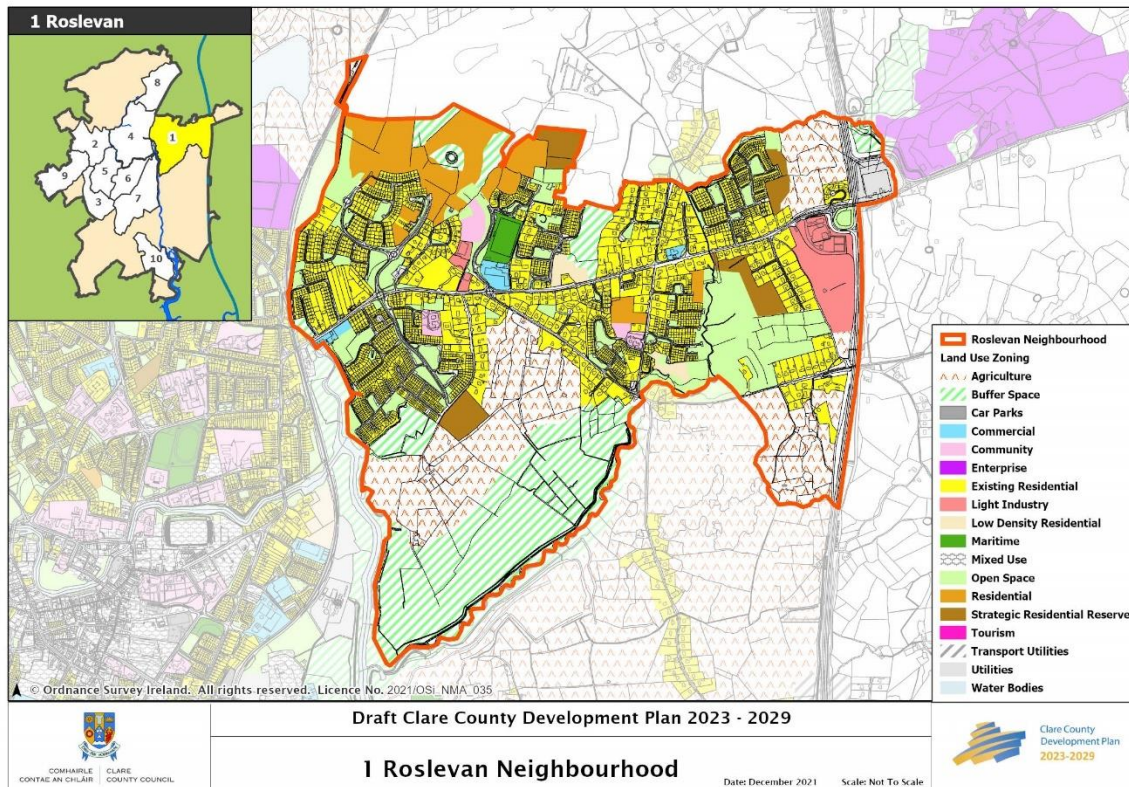 1 Roslevan
8
1
4
2
5
6
9
3
7
10
Roslevan Neighbourhood
Land Use Zoning
Agriculture
Buffer Space
Car Parks
Commercial
Community
Enterprise
Existing Residential
Light Industry
Low Density Residential
Maritime
Mixed Use
Open Space
Residential
Strategic Residential Reserve
Tourism
Transport Utilities
Utilities
Water Bodies
© Ordnance Survey Ireland. All rights reserved. Licence No. 2021/OSi_NMA_035
COMHAIRLE CLARE
CONTAE AN CHLÁIR COUNTY COUNCIL
Draft Clare County Development Plan 2023 - 2029
1 Roslevan Neighbourhood
Date: December 2021 Scale: Not To Scale
Clare County
Development Plan
2023-2029